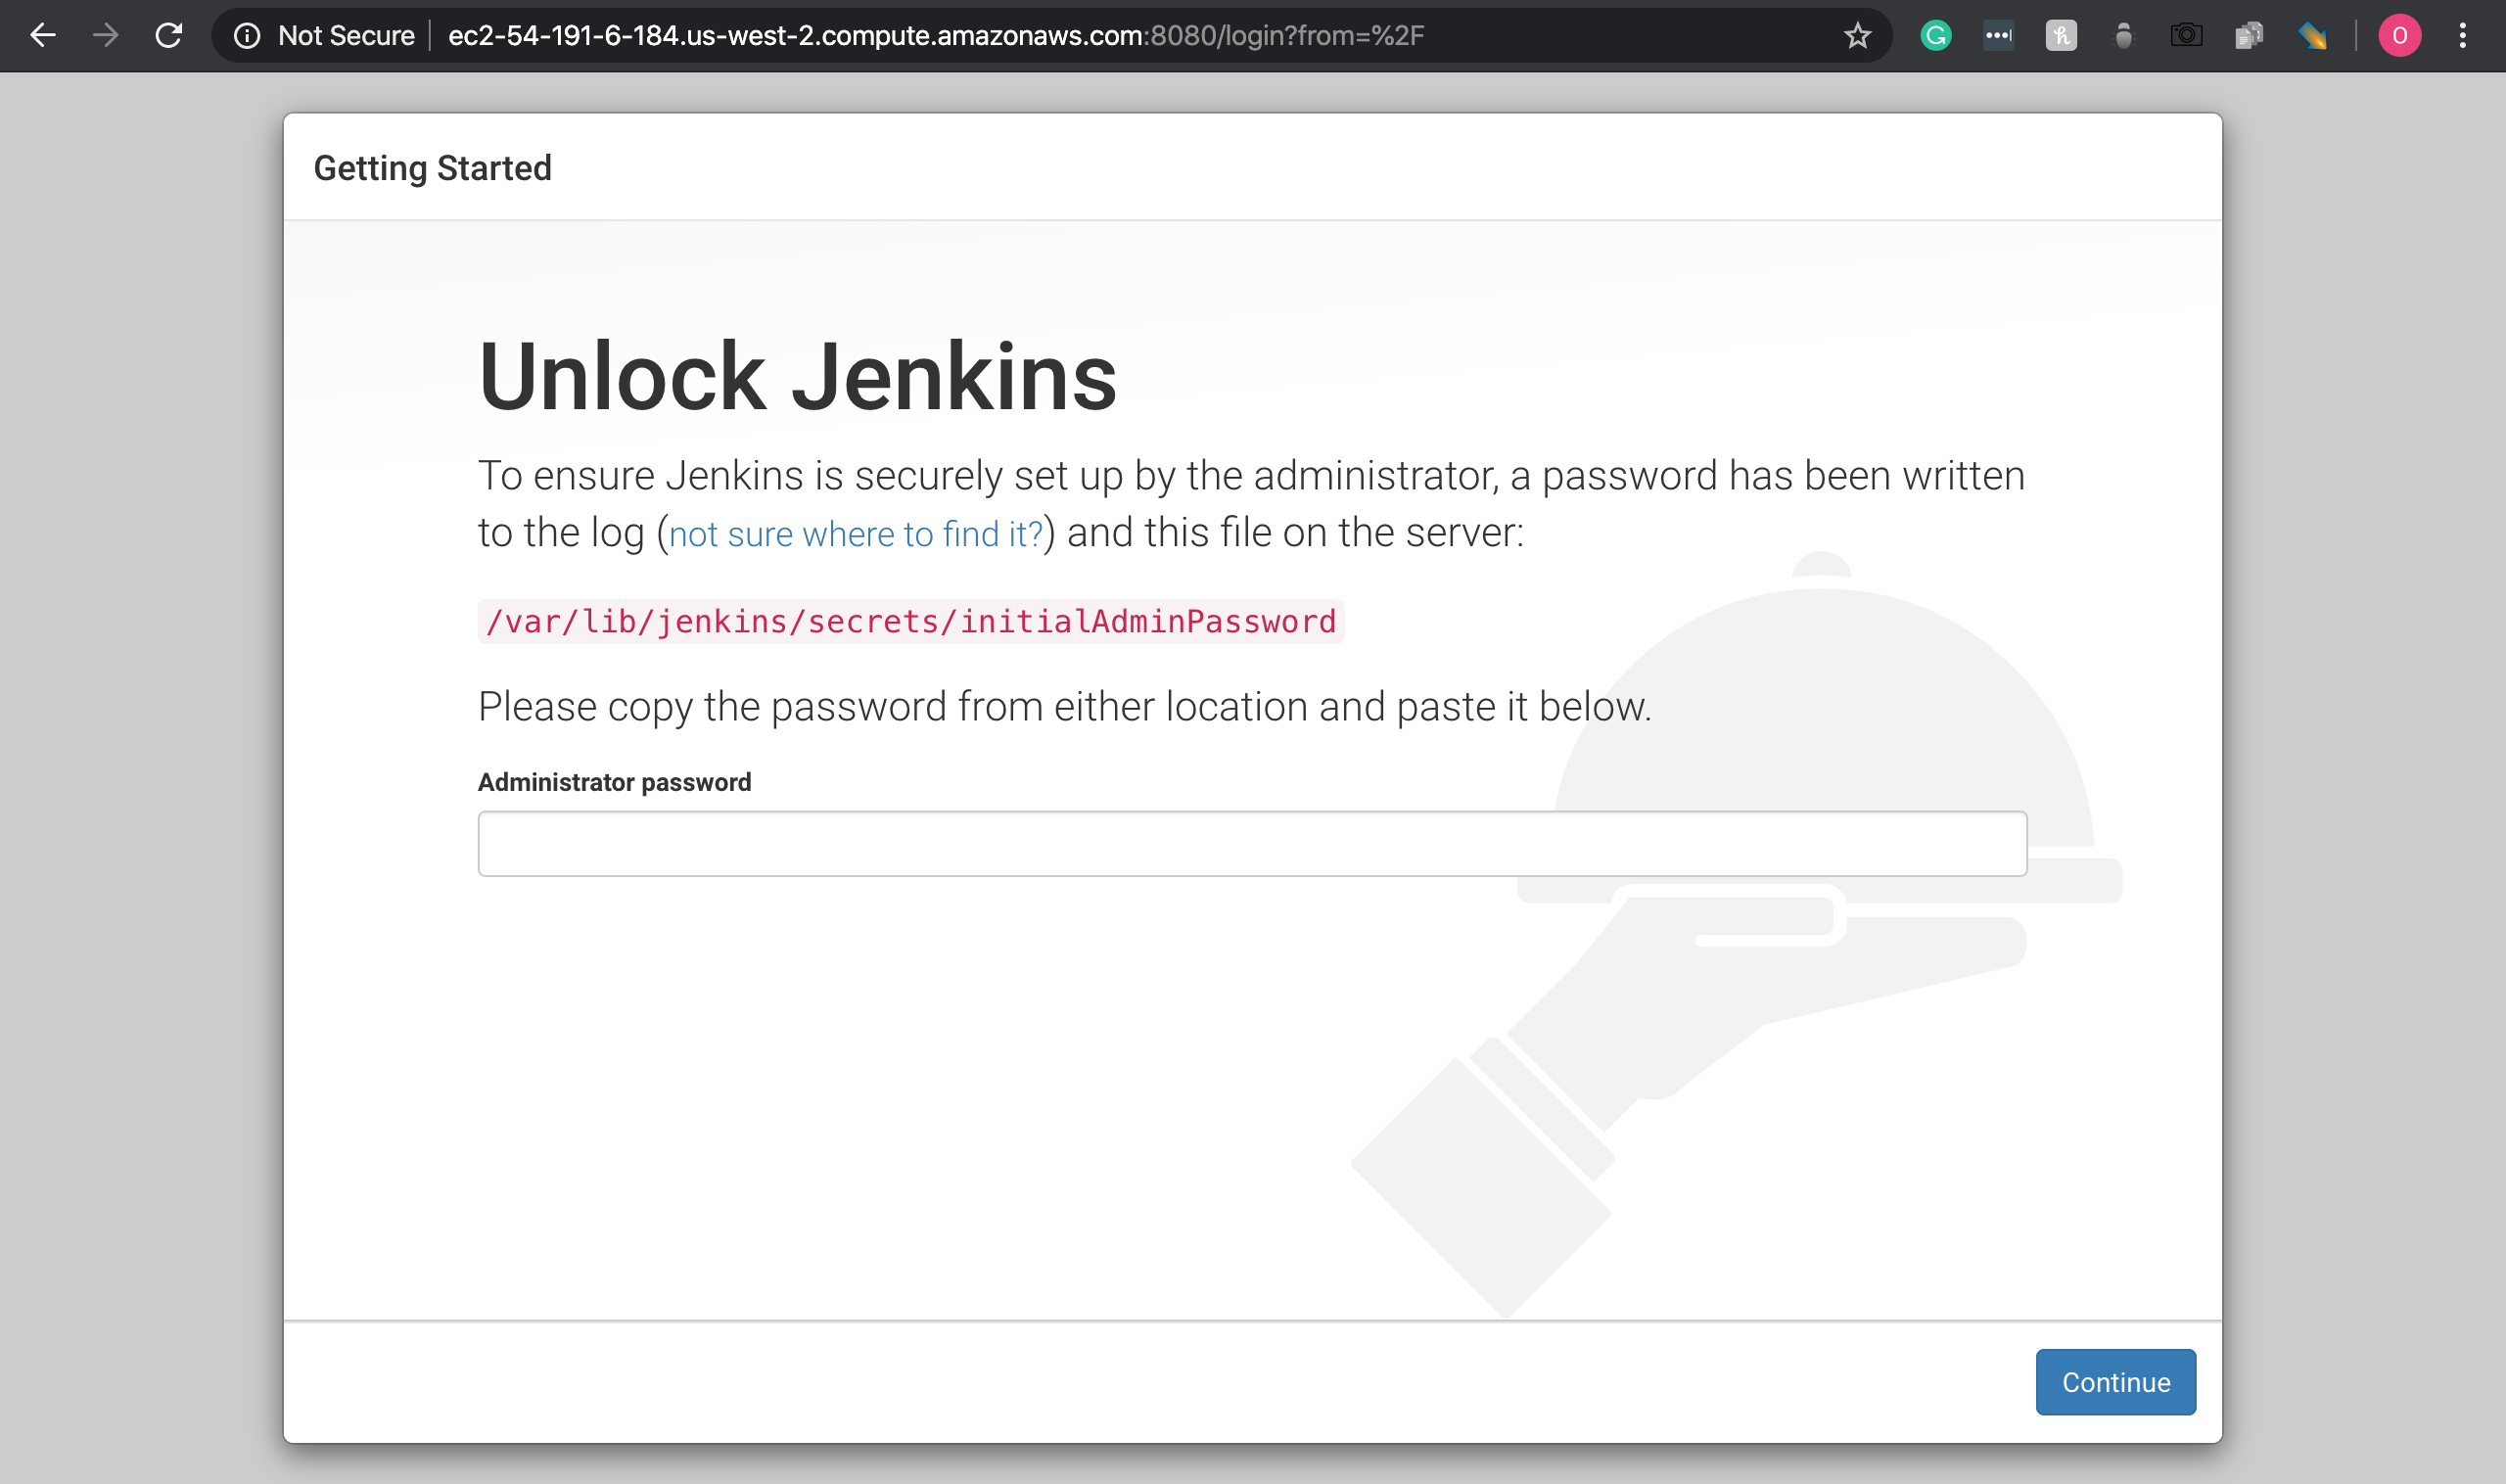 Not Secure ec2-54-191-6-184.us-west-2.compute.amazonaws.com:8080/login?from=%2F
O
Getting Started
Unlock Jenkins
To ensure Jenkins is securely set up by the administrator, a password has been written
to the log (not sure where to find it?) and this file on the server:
/var/lib/jenkins/secrets/initialAdminPassword
Please copy the password from either location and paste it below.
Administrator password
Continue